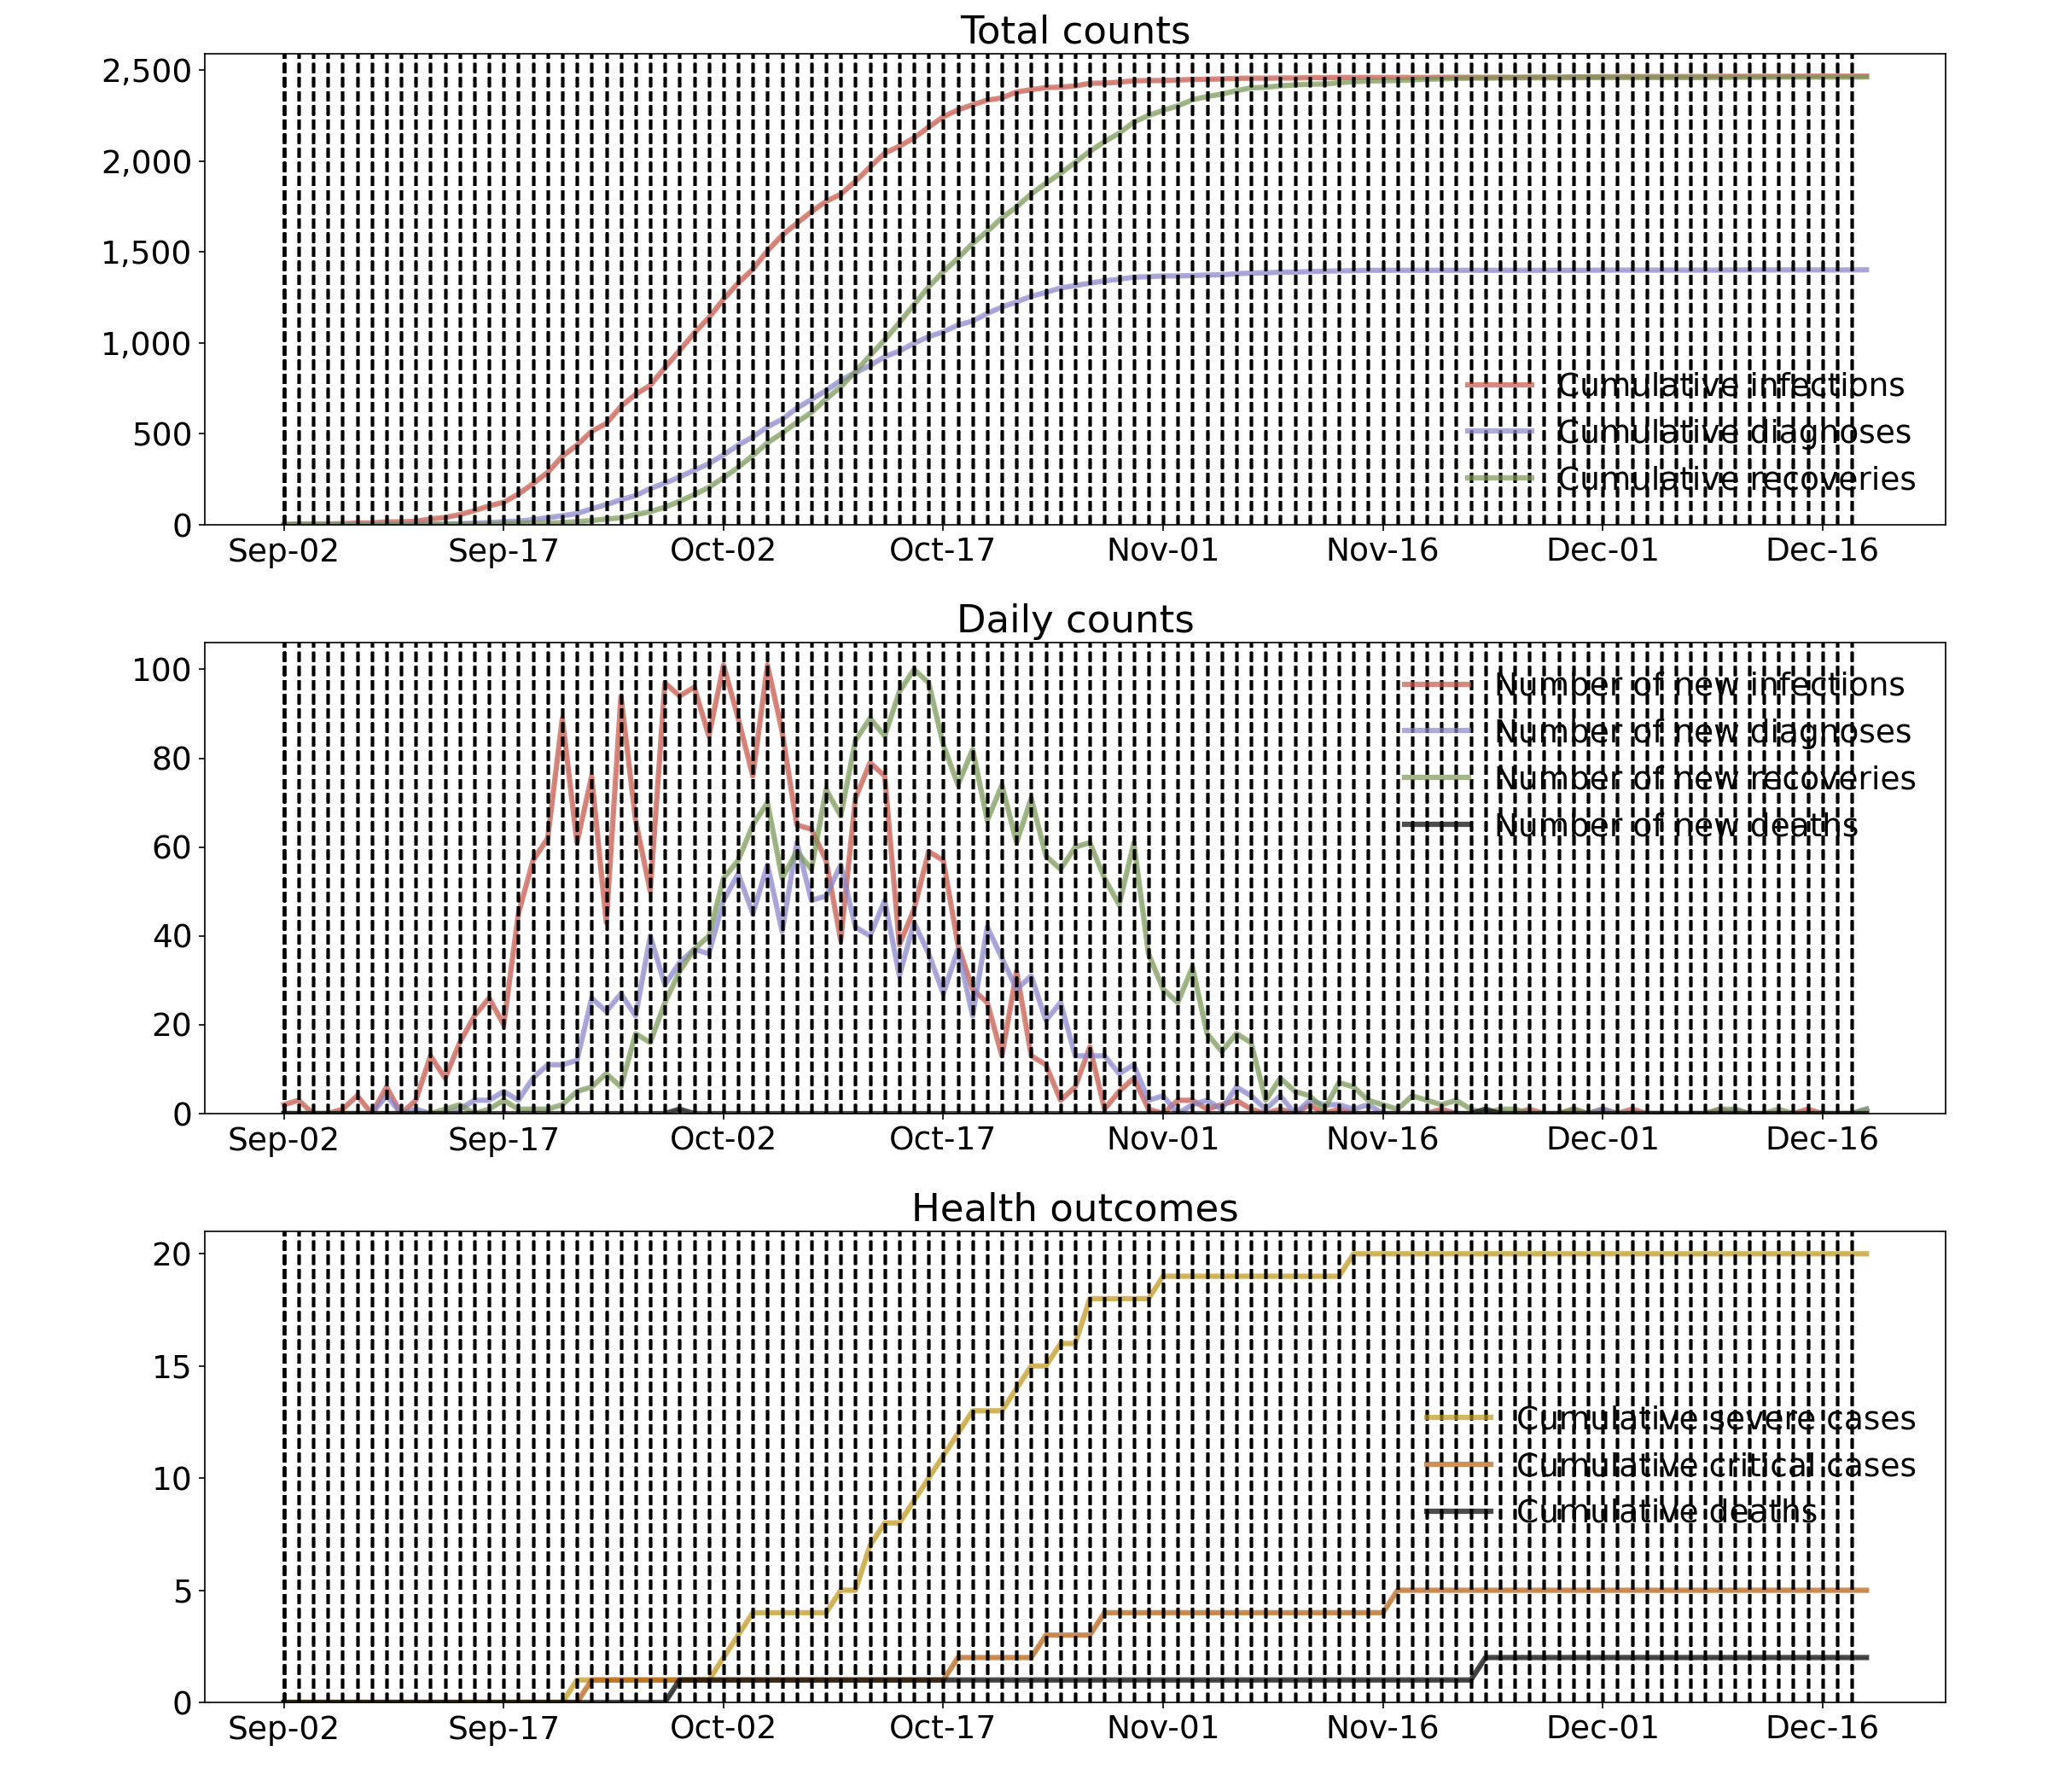 Total counts
2,500
2,000
1,500
1,000
500
0
Cumulative infections
Cumulative diagnoses
Cumulative recoveries
Sep-02 Sep-17 Oct-02 Oct-17 Nov-01 Nov-16 Dec-01 Dec-16
Daily counts
100
80
60
40
20
0
Number of new infections
Number of new diagnoses
Number of new recoveries
Number of new deaths
Sep-02 Sep-17 Oct-02 Oct-17 Nov-01 Nov-16 Dec-01 Dec-16
Health outcomes
20
15
10
5
0
Cumulative severe cases
Cumulative critical cases
Cumulative deaths
Sep-02 Sep-17 Oct-02 Oct-17 Nov-01 Nov-16 Dec-01 Dec-16